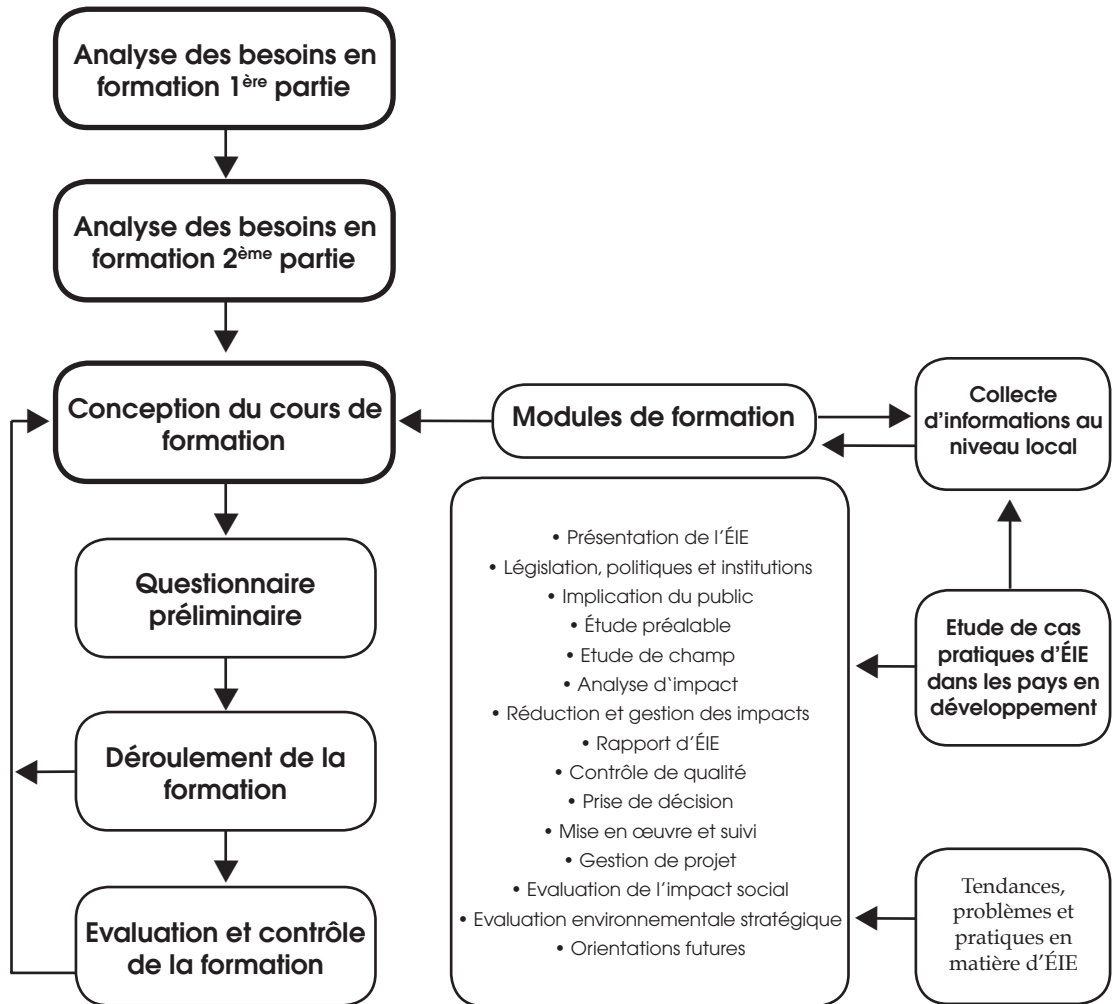 Analyse des besoins en
formation 1ère partie
Analyse des besoins en
formation 2ème partie
Conception du cours de
formation
Questionnaire
préliminaire
Déroulement de la
formation
Evaluation et contrôle
de la formation
Modules de formation
• Présentation de l'ÉIE
• Législation, politiques et institutions
• Implication du public
• Étude préalable
• Etude de champ
• Analyse d‘impact
• Réduction et gestion des impacts
• Rapport d'ÉIE
• Contrôle de qualité
• Prise de décision
• Mise en œuvre et suivi
• Gestion de projet
• Evaluation de l'impact social
• Evaluation environnementale stratégique
• Orientations futures
Collecte
d'informations au
niveau local
Etude de cas
pratiques d'ÉIE
dans les pays en
développement
Tendances,
problèmes et
pratiques en
matière d'ÉIE